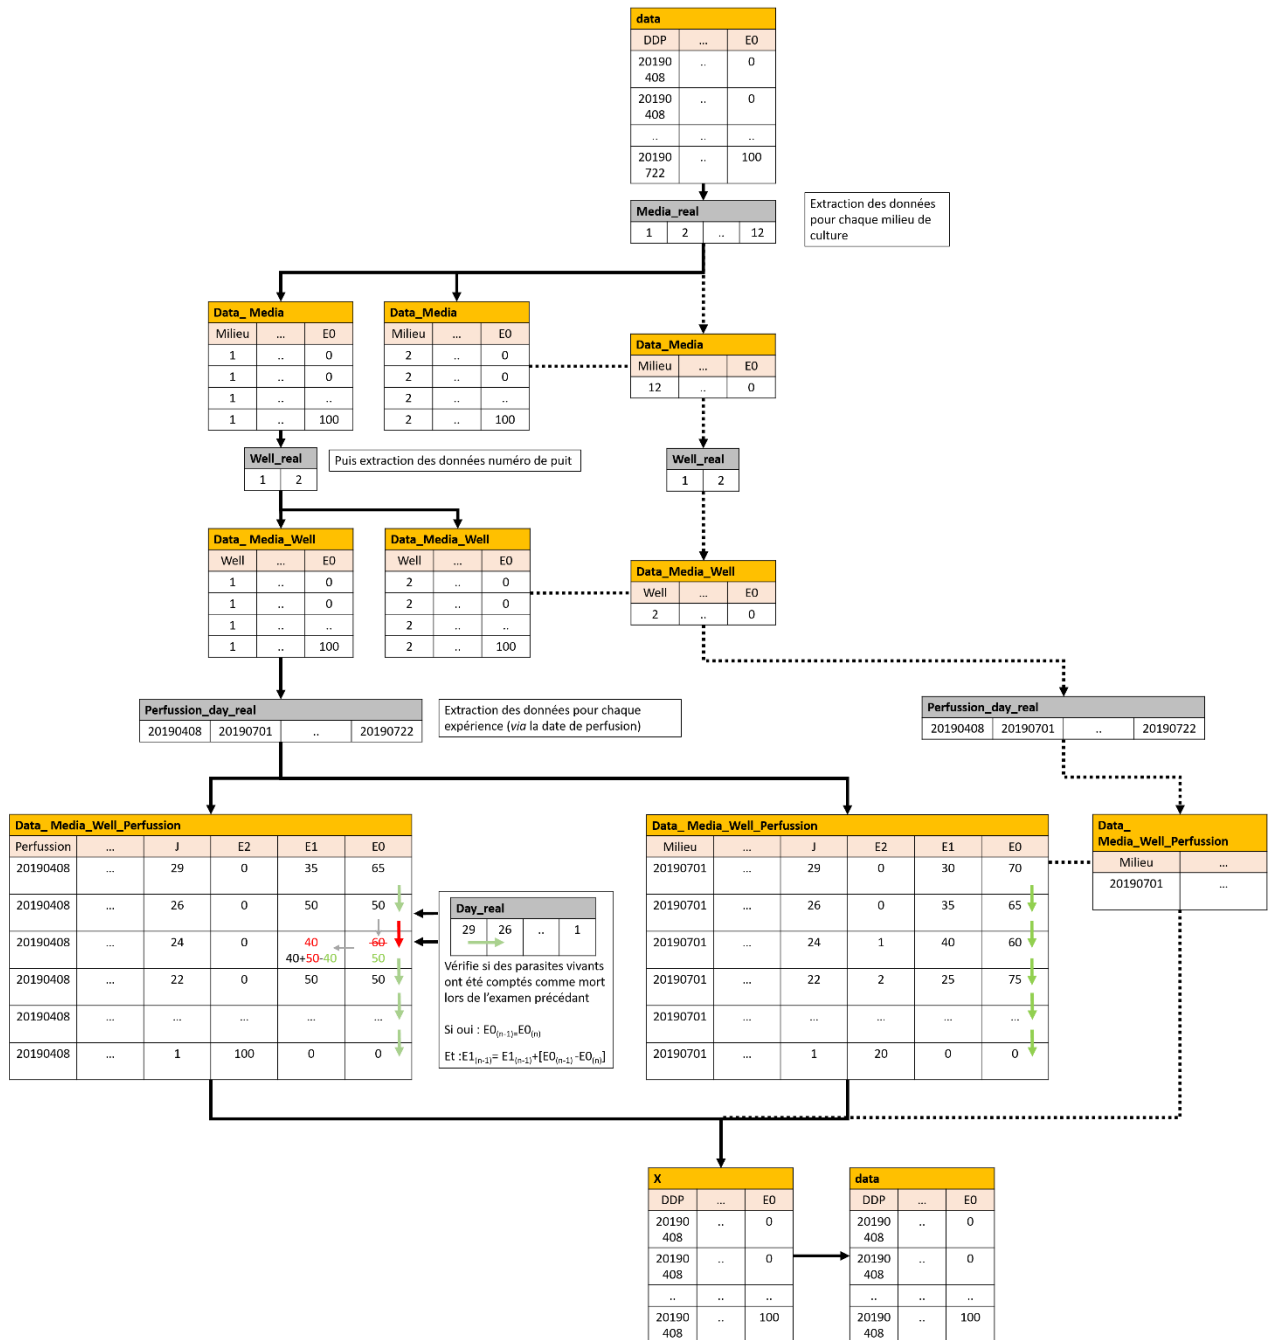 data
DDP ... E0
20190 408 .. 0
20190 408 .. 0
.. .. ..
20190 722 .. 100
Media_real
1 2 .. 12
Extraction des données
pour chaque milieu de
culture
Data_ Media
Milieu ... E0
1 .. 0
1 .. 0
1 .. ..
1 .. 100
Data_Media
Milieu ... E0
2 .. 0
2 .. 0
2 .. ..
2 .. 100
Data_Media
Milieu ... E0
12 .. 0
Well_real
1 2
Puis extraction des données numéro de puit
Well_real
1 2
Data_ Media_Well
Well ... E0
1 .. 0
1 .. 0
1 .. ..
1 .. 100
Data_Media_Well
Well ... E0
2 .. 0
2 .. 0
2 .. ..
2 .. 100
Data_Media_Well
Well ... E0
2 .. 0
Perfussion_day_real
20190408 20190701 .. 20190722
Extraction des données pour chaque
expérience (via la date de perfusion)
Perfussion_day_real
20190408 20190701 .. 20190722
Data_ Media_Well_Perfussion
Perfussion ... J E2 E1 E0
20190408 ... 29 0 35 65
20190408 ... 26 0 50 50
20190408 ... 24 0 40 60
40+50-40 50
20190408 ... 22 0 50 50
20190408 ... ... ... ... ...
20190408 ... 1 100 0 0
Day_real
29 26 .. 1
Vérifie si des parasites vivants
ont été comptés comme mort
lors de l'examen précédant
Si oui : E0(n-1)=E0(n)
Et :E1(n-1)= E1(n-1)+[E0(n-1) -E0(n)]
Data_ Media_Well_Perfussion
Milieu ... J E2 E1 E0
20190701 ... 29 0 30 70
20190701 ... 26 0 35 65
20190701 ... 24 1 40 60
20190701 ... 22 2 25 75
20190701 ... ... ... ... ...
20190701 ... 1 20 0 0
Data_
Media_Well_Perfussion
Milieu ...
20190701 ...
X
DDP ... E0
20190 408 .. 0
20190 408 .. 0
.. .. ..
20190 408 .. 100
data
DDP ... E0
20190 408 .. 0
20190 408 .. 0
.. .. ..
20190 408 .. 100